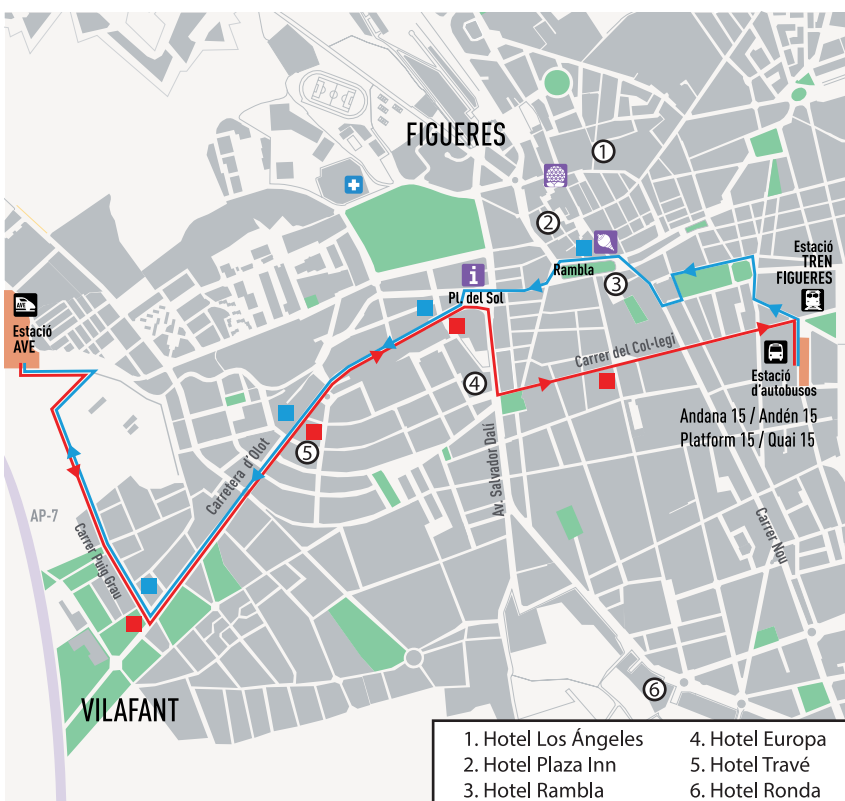 FIGUERES
1
2
Estació
TREN
FIGUERES
Rambla
3
i
Pl. del Sol
AVE
Estació
AVE
Carrer del Col-legi
Estació
d'autobusos
4
Andana 15 / Andén 15
Platform 15 / Quai 15
5
Carretera d'Olot
Av. Salvador Dalí
AP-7
Carrer Puig Grau
Carrer Nou
6
VILAFANT
1. Hotel Los Ángeles
2. Hotel Plaza Inn
3. Hotel Rambla
4. Hotel Europa
5. Hotel Travé
6. Hotel Ronda